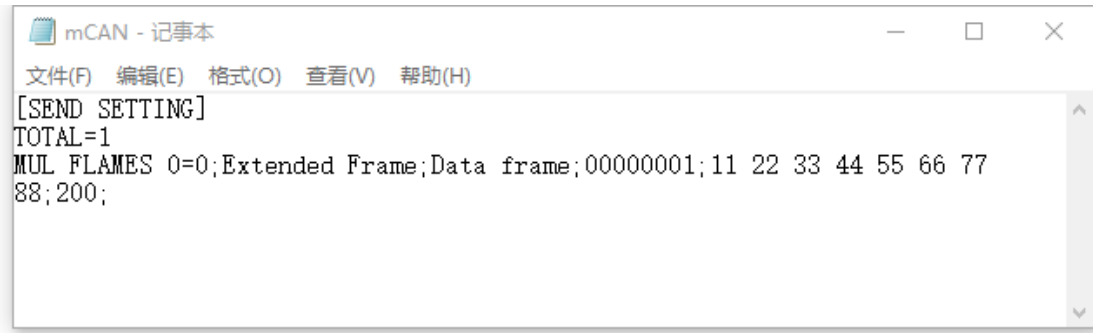 mCAN - 记事本
文件(F) 编辑(E) 格式(O) 查看(V) 帮助(H)
[SEND SETTING]
TOTAL=1
MUL FLAMES 0=0;Extended Frame;Data frame;00000001;11 22 33 44 55 66 77
88;200;